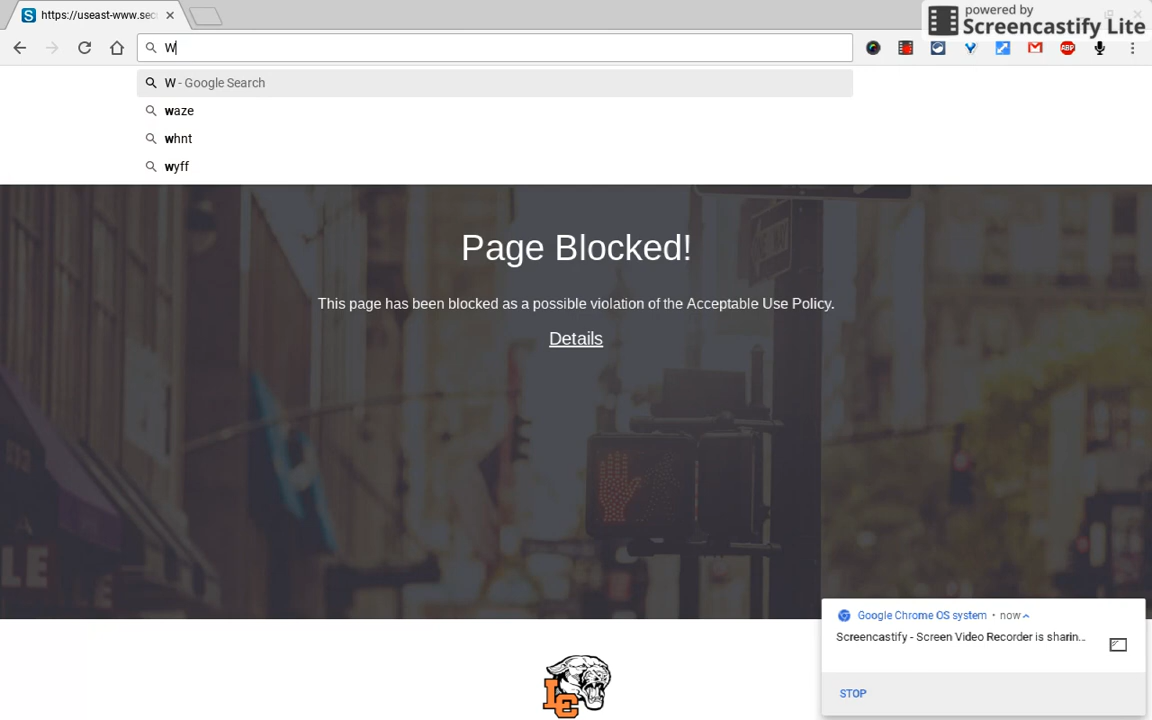 powered by
Screencastify Lite
https://useast-www.sec
W
W - Google Search
waze
whnt
wyff
Page Blocked!
This page has been blocked as a possible violation of the Acceptable Use Policy.
Details
Google Chrome OS system • now
Screencastify - Screen Video Recorder is sharin...
STOP
LC